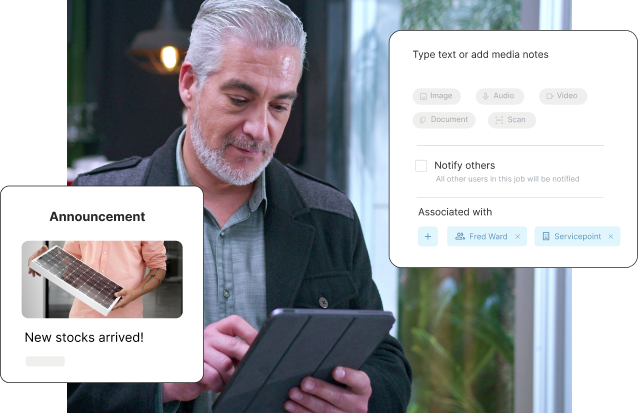 Type text or add media notes
Image
Audio
Video
Document
Scan
Notify others
All other users in this job will be notified
Associated with
+ Fred Ward × Servicepoint ×
Announcement
New stocks arrived!